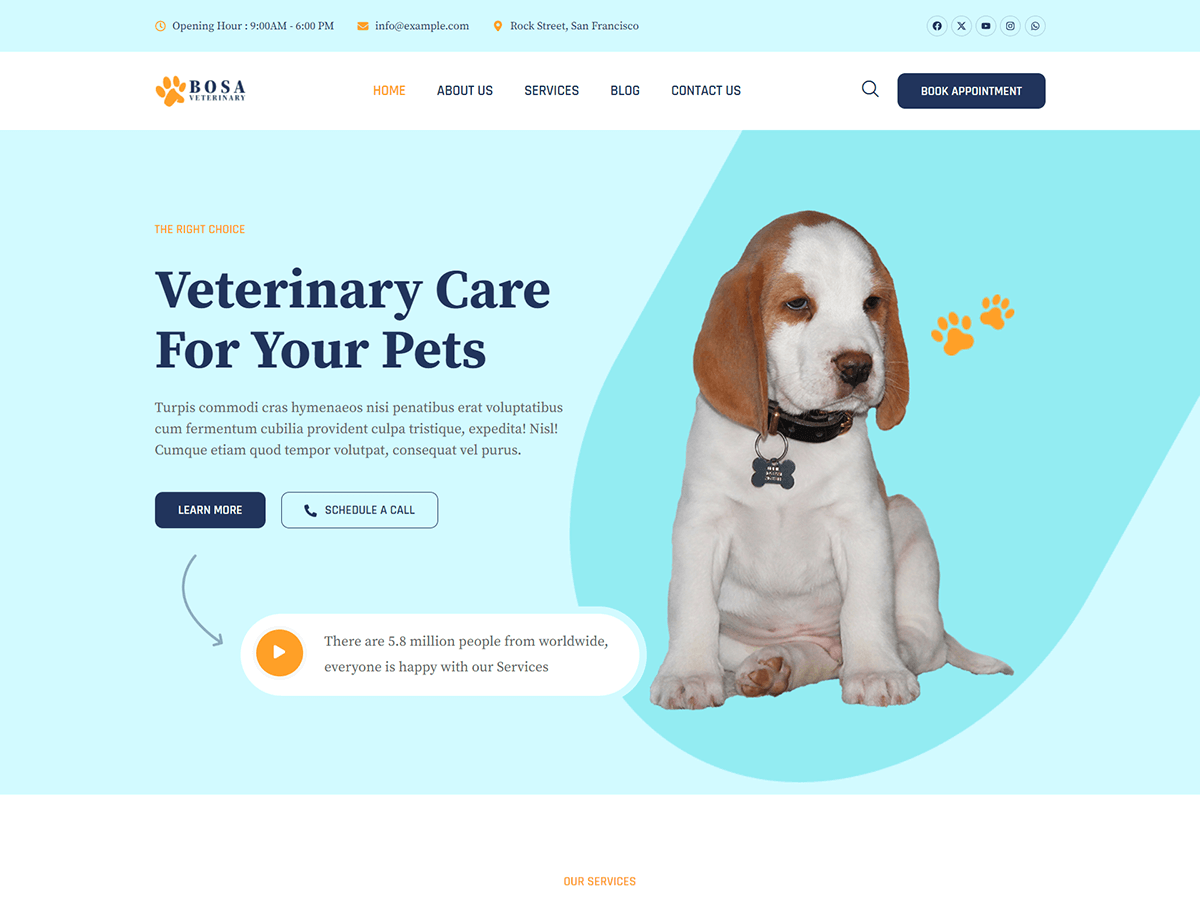 Opening Hour : 9:00AM - 6:00 PM
info@example.com
Rock Street, San Francisco
BOSA
VETERINARY
HOME
ABOUT US
SERVICES
BLOG
CONTACT US
BOOK APPOINTMENT
THE RIGHT CHOICE
Veterinary Care
For Your Pets
Turpis commodi cras hymenaeos nisi penatibus erat voluptatibus
cum fermentum cubilia provident culpa tristique, expedita! Nisl!
Cumque etiam quod tempor volutpat, consequat vel purus.
LEARN MORE
SCHEDULE A CALL
There are 5.8 million people from worldwide,
everyone is happy with our Services
OUR SERVICES